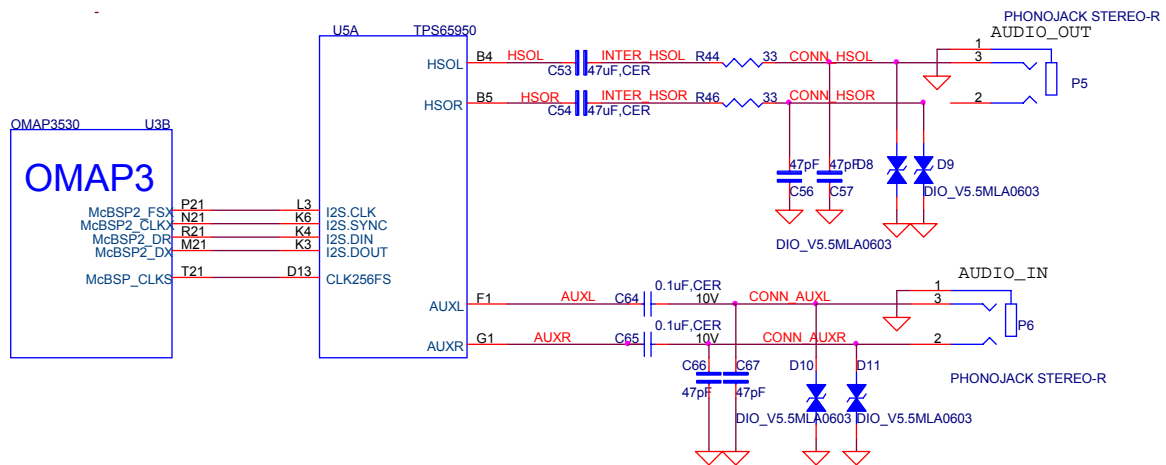 PHONOJACK STEREO-R
AUDIO_OUT
U5A TPS65950
HSOL B4 HSOL C53 47uF,CER INTER_HSOL R44 33 CONN_HSOL 1 3
P5
HSOR B5 HSOR C54 47uF,CER INTER_HSOR R46 33 CONN_HSOR 2
OMAP3530 U3B
OMAP3
47pF 47pF D8 D9
C56 C57 DIO_V5.5MLA0603
DIO_V5.5MLA0603
McBSP2_FSX P21 L3 I2S.CLK
McBSP2_CLKX N21 K6 I2S.SYNC
McBSP2_DR R21 K4 I2S.DIN
McBSP2_DX M21 K3 I2S.DOUT
McBSP_CLKS T21 D13 CLK256FS
AUDIO_IN
0.1uF,CER 1
AUXL F1 AUXL C64 10V CONN_AUXL 3
0.1uF,CER P6
AUXR G1 AUXR C65 10V CONN_AUXR 2
C66 C67 D10 D11
PHONOJACK STEREO-R
47pF 47pF
DIO_V5.5MLA0603 DIO_V5.5MLA0603